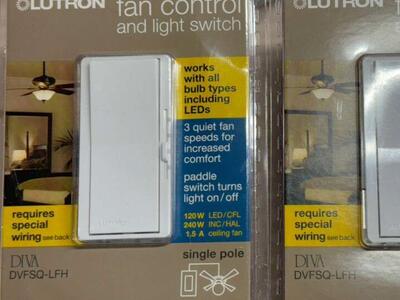 LUTRON
fan control
and light switch
works
with all
bulb types
including
LEDs
3 quiet fan
speeds for
increased
comfort
paddle
switch turns
light on/off
120W LED/CFL
240W INC/HAL
1.5 A ceiling fan
requires
special
wiring see back
DIVA
DVFSQ-LFH
single pole
LUTRON
requires
special
wiring see back
DIVA
DVFSQ-LFH